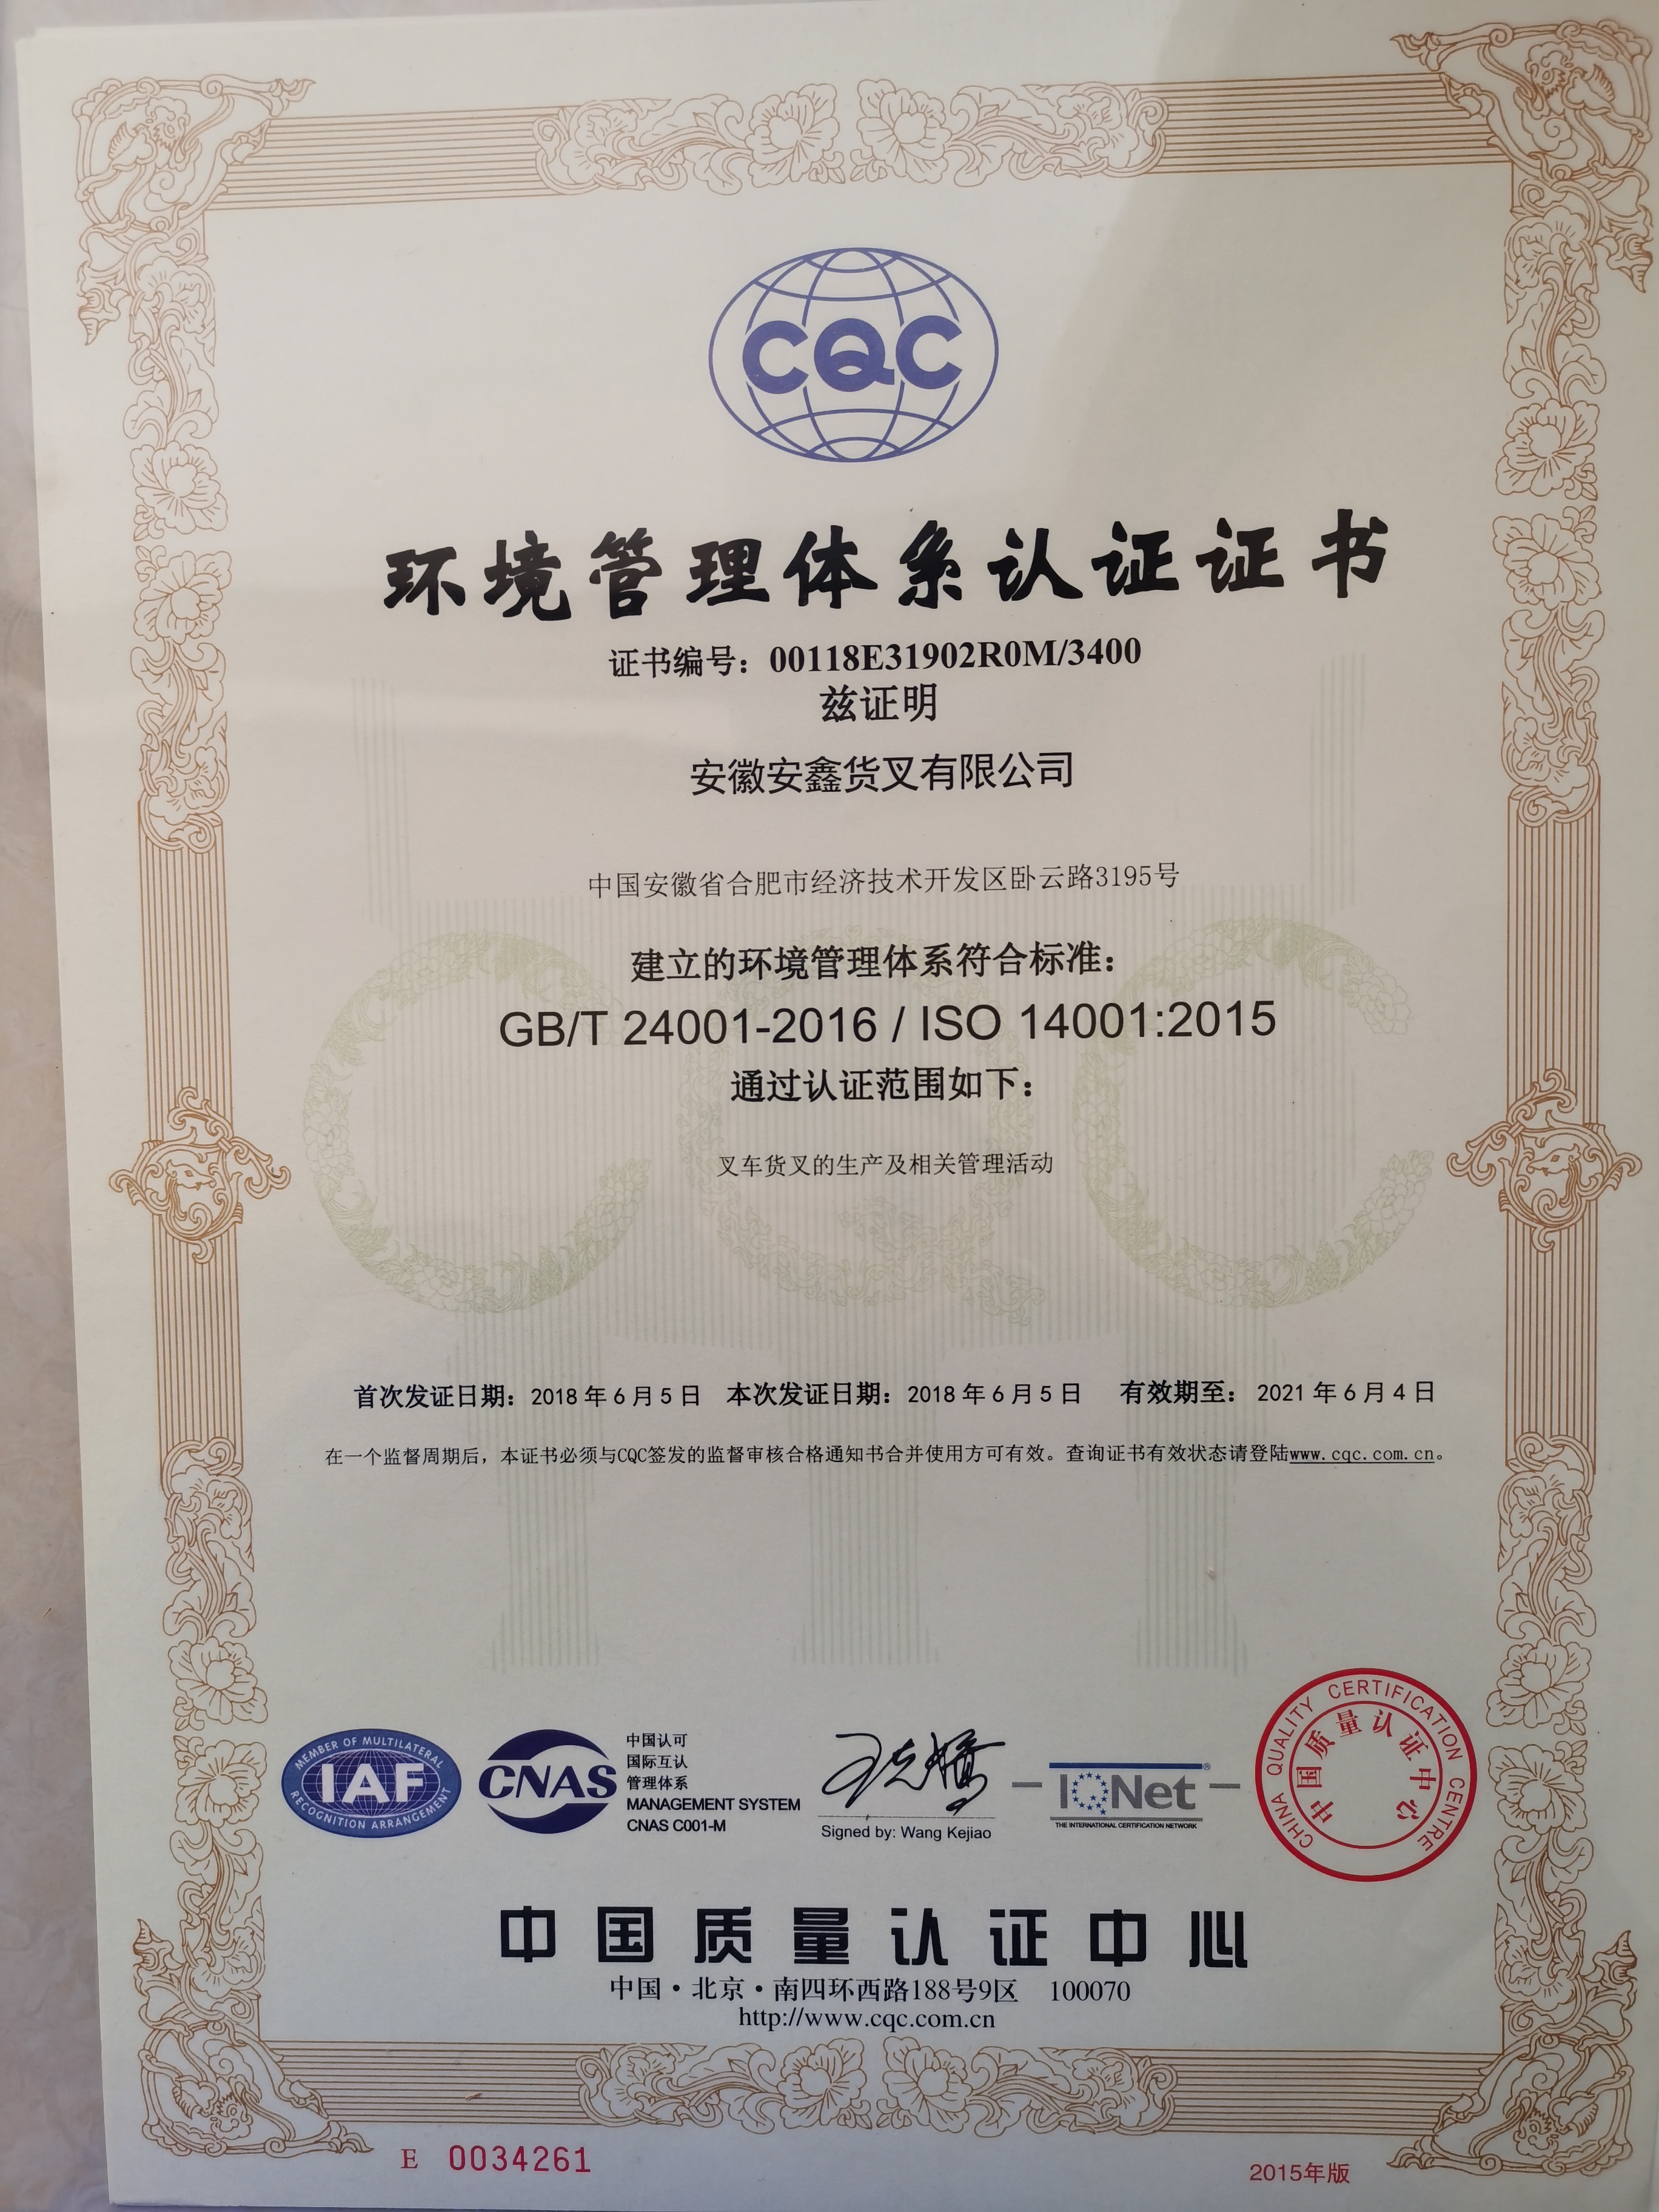 CQC
环境管理体系认证证书
证书编号：00118E31902R0M/3400
兹证明
安徽安鑫货叉有限公司
中国安徽省合肥市经济技术开发区卧云路3195号
建立的环境管理体系符合标准：
GB/T 24001-2016 / ISO 14001:2015
通过认证范围如下：
叉车货叉的生产及相关管理活动
首次发证日期：2018年6月5日 本次发证日期：2018年6月5日 有效期至：2021年6月4日
在一个监督周期后，本证书必须与CQC签发的监督审核合格通知书合并使用方可有效。查询证书有效状态请登陆www.cqc.com.cn。
MEMBER OF MULTILATERAL
IAF
RECOGNITION ARRANGEMENT
CNAS
中国认可
国际互认
管理体系
MANAGEMENT SYSTEM
CNAS C001-M
王克娇
Signed by: Wang Kejiao
IQNet®
THE INTERNATIONAL CERTIFICATION NETWORK
CHINA QUALITY CERTIFICATION CENTRE
中国质量认证中心
中国质量认证中心
中国·北京·南四环西路188号9区 100070
http://www.cqc.com.cn
E 0034261
2015年版